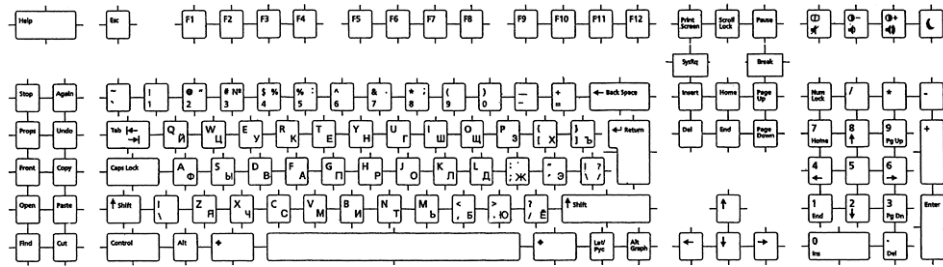 Help Esc F1 F2 F3 F4 F5 F6 F7 F8 F9 F10 F11 F12 Print Screen Scroll Lock Pause
SysRq Break
Stop Again ~ ` ! 1 @ " 2 # № 3 $ % 4 % : 5 ^ 6 & . 7 * ; 8 ( 9 ) 0 _ - + = ← Back Space Insert Home Page Up Num Lock / * -
Props Undo Tab Q Й W Ц E У R К T Е Y Н U Г I Ш O Щ P З { [ Х } ] Ъ ↵ Return Del End Page Down 7 Home 8 ↑ 9 Pg Up +
Front Copy Caps Lock A Ф S Ы D В F А G П H Р J О K Л L Д : ; Ж " ' Э | \ / 4 ← 5 6 →
Open Paste ↑ Shift | \ Z Я X Ч C С V М B И N Т M Ь < , Б > . Ю ? / Ё ↑ Shift ↑ 1 End 2 ↓ 3 Pg Dn Enter
Find Cut Control Alt ◆ ◆ Lat/ Рус Alt Graph ← ↓ → 0 Ins . Del